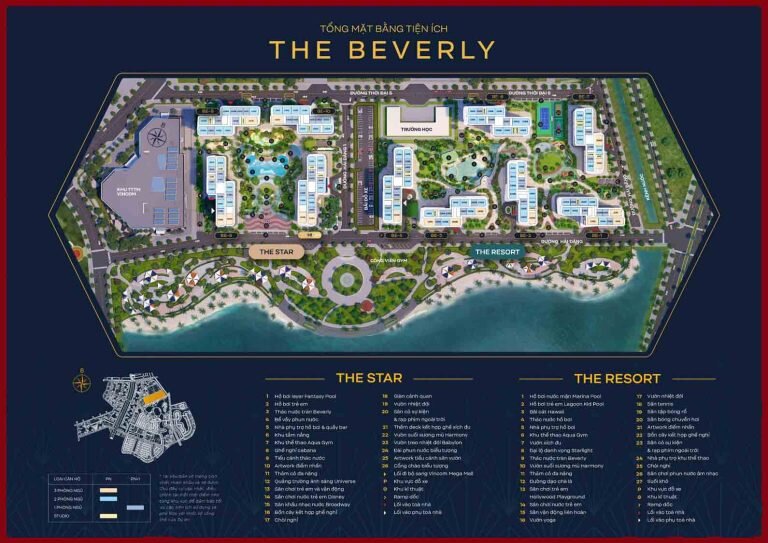 TỔNG MẶT BẰNG TIỆN ÍCH
THE BEVERLY
ĐƯỜNG THỜI ĐẠI 5
ĐƯỜNG THỜI ĐẠI 5
BE-10
TRƯỜNG HỌC
BÃI ĐỖ XE
THE STAR
THE RESORT
ĐƯỜNG HẢI ĐĂNG
CÔNG VIÊN GYM
THE STAR
1 Hồ bơi layer Fantasy Pool
2 Hồ bơi trẻ em
3 Thác nước tràn Beverly
4 Bể vầy phun nước
5 Nhà phụ trợ hồ bơi & quầy bar
6 Khu tắm nắng
7 Khu thể thao Aqua Gym
8 Ghế nghỉ cabana
9 Tiểu cảnh thác nước
10 Artwork điểm nhấn
11 Thảm cỏ đa năng
12 Quảng trường ánh sáng Universe
13 Sân chơi trẻ em và vận động
14 Sân chơi nước trẻ em Disney
15 Sân khấu nhạc nước Broadway
16 Bồn cây kết hợp ghế nghỉ
17 Chòi nghỉ
18 Giàn cảnh quan
19 Vườn nhiệt đới
20 Sân có sự kiện
& rạp phim ngoài trời
21 Thềm deck kết hợp ghế xích đu
22 Vườn suối sương mù Harmony
23 Vườn treo nhiệt đới Babylon
24 Đài phun nước biểu tượng
25 Artwork tiểu cảnh sân vườn
26 Cổng chào biểu tượng
Lối đi bộ sang Vincom Mega Mall
P Khu vực đỗ xe
G Khu kĩ thuật
Ramp dốc
Lối vào toà nhà
Lối vào phụ toà nhà
THE RESORT
1 Hồ bơi nước mặn Marina Pool
2 Hồ bơi trẻ em Lagoon Kid Pool
3 Bãi cát Hawaii
4 Thác nước hồ bơi
5 Nhà phụ trợ hồ bơi
6 Khu thể thao Aqua Gym
7 Vườn xích đu
8 Đại lộ danh vọng Starlight
9 Thác nước tràn Beverly
10 Vườn suối sương mù harmony
11 Thảm cỏ đa năng
12 Đường dạo chà là
13 Sân chơi trẻ em
Hollywood Playground
14 Sân chơi nước trẻ em
15 Sân vận động liên hoàn
16 Vườn yoga
17 Vườn nhiệt đới
18 Sân tennis
19 Sân tập bóng rổ
20 Sân bóng chuyền hơi
21 Artwork điểm nhấn
22 Bồn cây kết hợp ghế nghỉ
23 Sân có sự kiện
& rạp phim ngoài trời
24 Nhà phụ trợ khu thể thao
25 Chòi nghỉ
26 Sân chơi phun nước âm nhạc
27 Suối khô
P Khu vực đỗ xe
G Khu kĩ thuật
Ramp dốc
Lối vào toà nhà
Lối vào phụ toà nhà
LOẠI CĂN HỘ
PN
PN+1
3 PHÒNG NGỦ
2 PHÒNG NGỦ
1 PHÒNG NGỦ
STUDIO